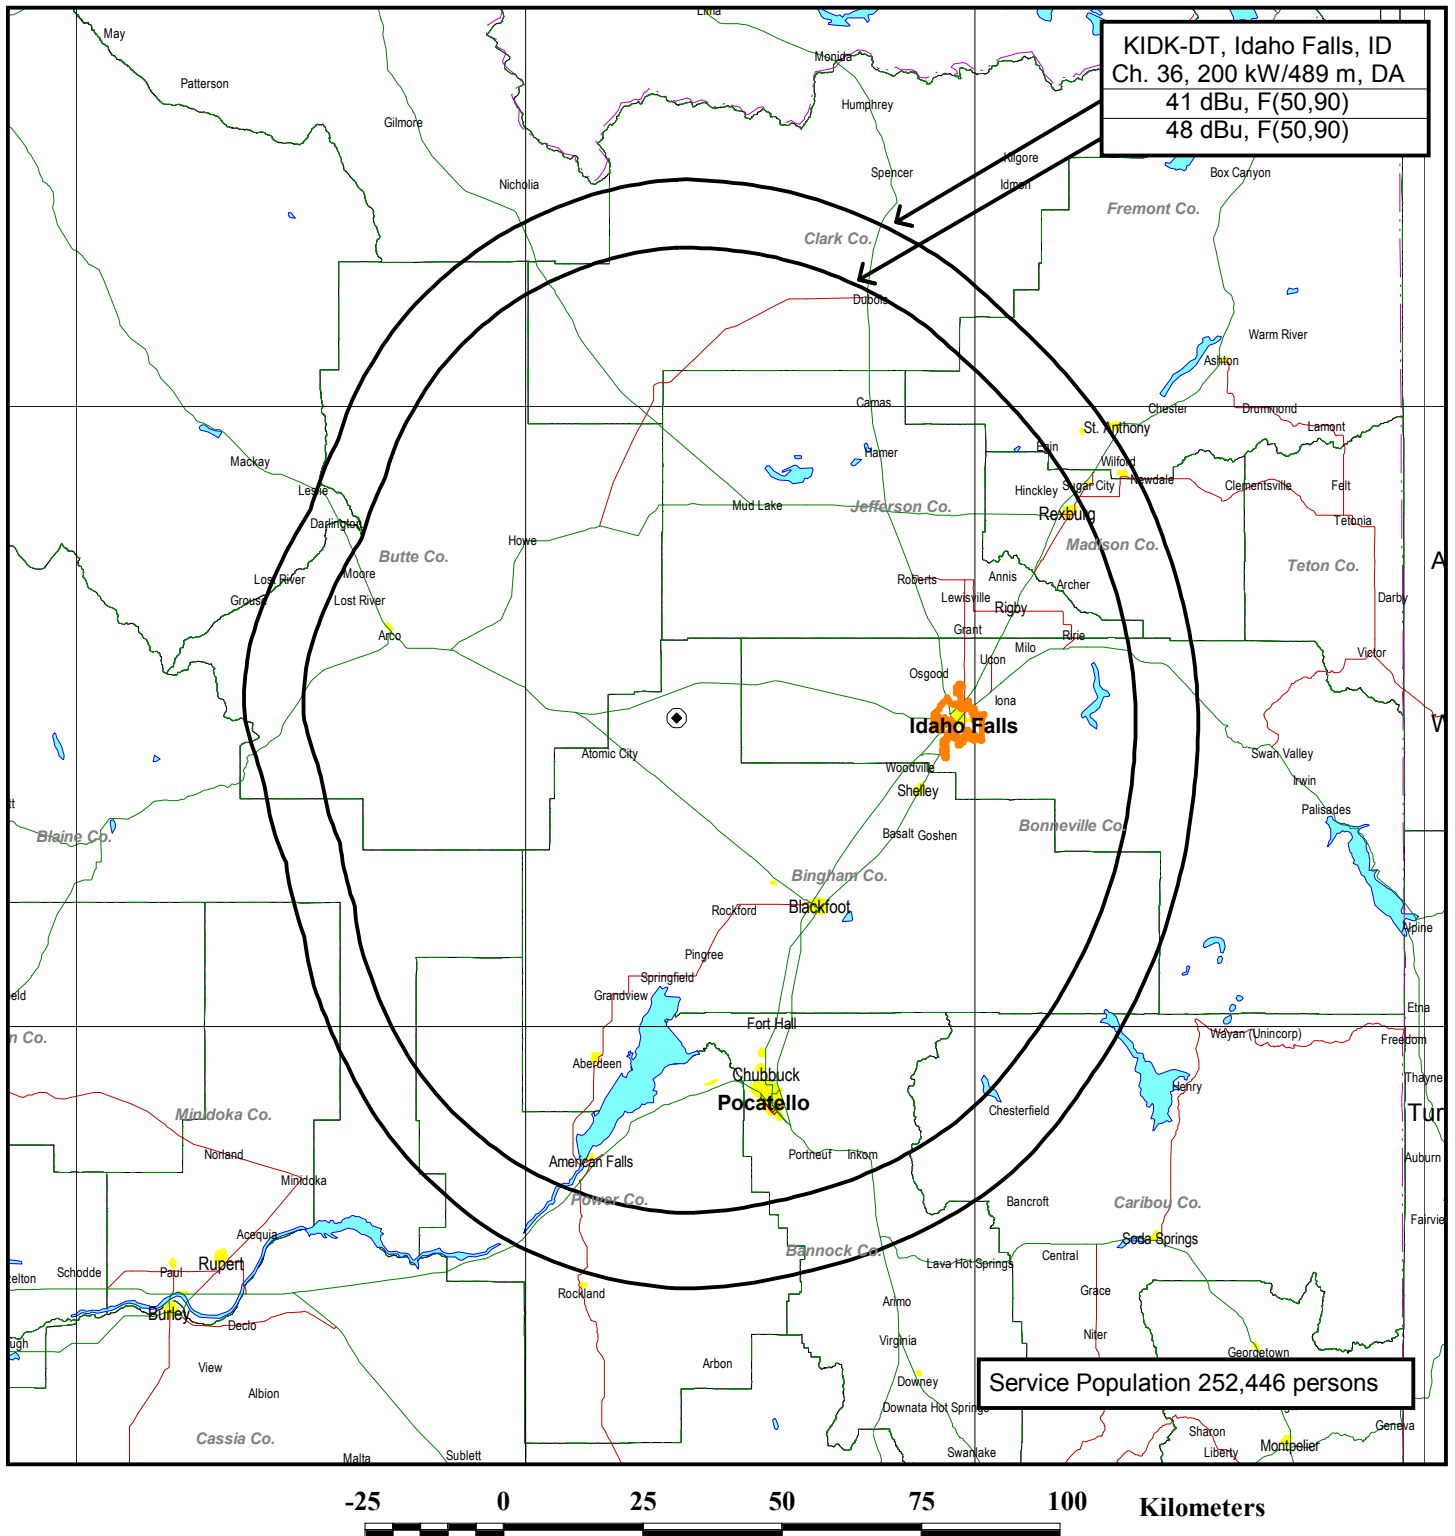 Lima
May
Monida
KIDK-DT, Idaho Falls, ID
Ch. 36, 200 kW/489 m, DA
41 dBu, F(50,90)
48 dBu, F(50,90)
Patterson
Humphrey
Gilmore
Kilgore
Spencer
Box Canyon
Nicholia
Idmon
Fremont Co.
Clark Co.
Dubois
Warm River
Ashton
Camas
Chester
Drummond
St. Anthony
Lamont
Egin
Hamer
Mackay
Wilford
Newdale
Leslie
Hinckley
Sugar City
Clementsville
Felt
Mud Lake
Jefferson Co.
Rexburg
Darlington
Tetonia
Howe
Madison Co.
Butte Co.
A
Teton Co.
Moore
Lost River
Roberts
Annis
Archer
Grouse
Lost River
Lewisville
Rigby
Darby
Grant
Arco
Ririe
Milo
Victor
Ucon
Osgood
Iona
Idaho Falls
W
Atomic City
Swan Valley
Woodville
Irwin
Shelley
tt
Palisades
Blaine Co.
Basalt
Goshen
Bonneville Co.
Bingham Co.
Rockford
Blackfoot
Alpine
Pingree
Springfield
eld
Grandview
Etna
Fort Hall
n Co.
Wayan (Unincorp)
Freedom
Aberdeen
Chubbuck
Thayne
Henry
Pocatello
Chesterfield
Minidoka Co.
Tur
Norland
Portneuf
Inkom
American Falls
Auburn
Minidoka
Power Co.
Bancroft
Caribou Co.
Fairvie
Acequia
Soda Springs
Bannock Co.
Central
Rupert
Lava Hot Springs
zelton
Schodde
Paul
Rockland
Grace
Arimo
Burley
Declo
Niter
ugh
Virginia
Georgetown
View
Arbon
Downey
Service Population 252,446 persons
Albion
Downata Hot Springs
Geneva
Cassia Co.
Sharon
Montpelier
Malta
Sublett
Swanlake
Liberty
-25
0
25
50
75
100
Kilometers